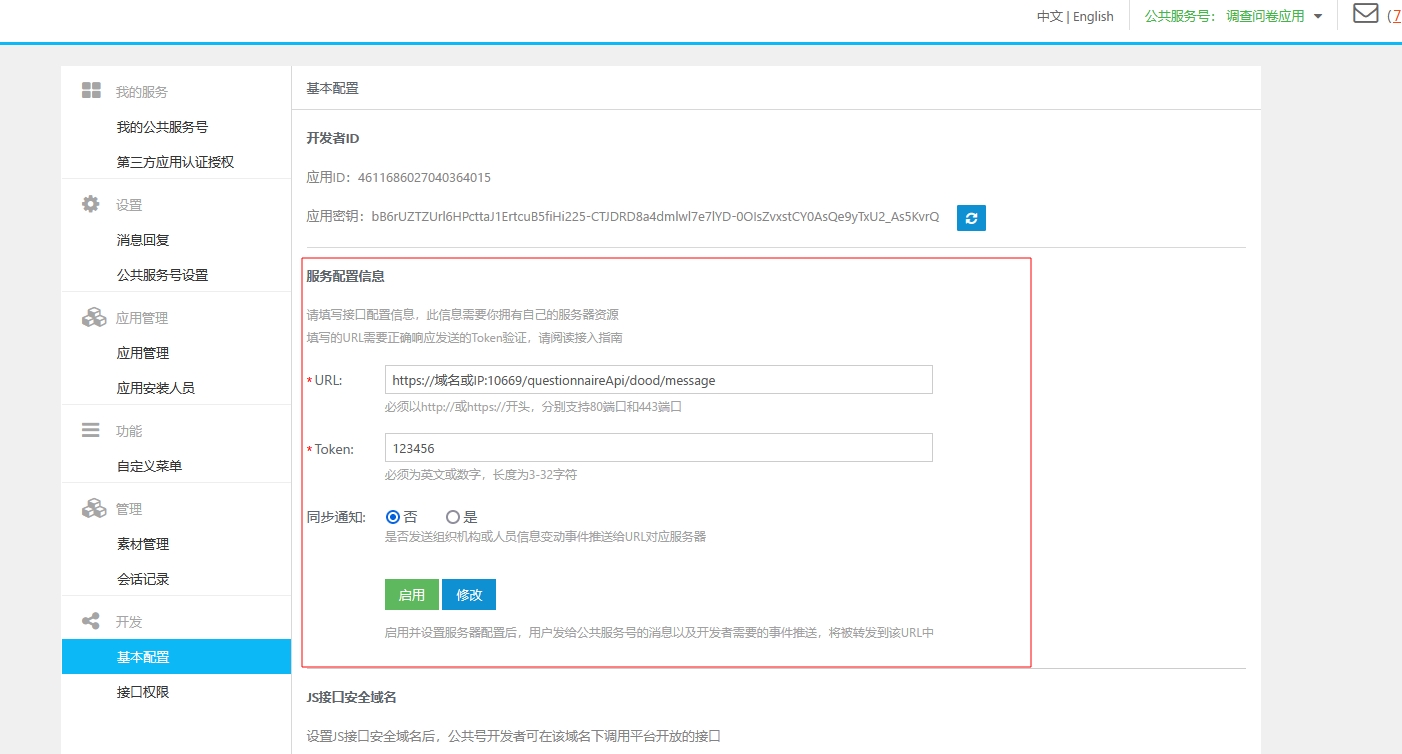 中文 | English 公共服务号： 调查问卷应用 (7
我的服务
我的公共服务号
第三方应用认证授权
设置
消息回复
公共服务号设置
应用管理
应用管理
应用安装人员
功能
自定义菜单
管理
素材管理
会话记录
开发
基本配置
接口权限
基本配置
开发者ID
应用ID：4611686027040364015
应用密钥：bB6rUZTZUrl6HPcttaJ1ErtcuB5fiHi225-CTJDRD8a4dmlwl7e7lYD-0OIsZvxstCY0AsQe9yTxU2_As5KvrQ
服务配置信息
请填写接口配置信息，此信息需要你拥有自己的服务器资源
填写的URL需要正确响应发送的Token验证，请阅读接入指南
* URL: https://域名或IP:10669/questionnaireApi/dood/message
必须以http://或https://开头，分别支持80端口和443端口
* Token: 123456
必须为英文或数字，长度为3-32字符
同步通知: 否 是
是否发送组织机构或人员信息变动事件推送给URL对应服务器
启用 修改
启用并设置服务器配置后，用户发给公共服务号的消息以及开发者需要的事件推送，将被转发到该URL中
JS接口安全域名
设置JS接口安全域名后，公共号开发者可在该域名下调用平台开放的接口